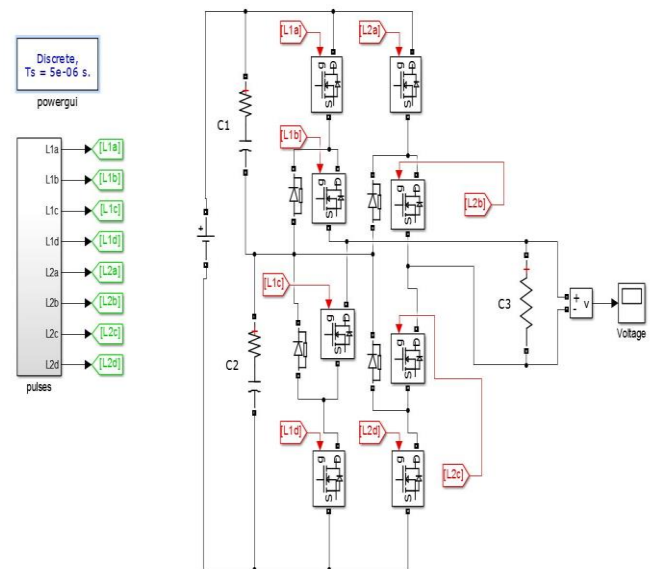 Discrete,
Ts = 5e-06 s.
powergui
L1a
L1b
L1c
L1d
L2a
L2b
L2c
L2d
[L1a]
[L1b]
[L1c]
[L1d]
[L2a]
[L2b]
[L2c]
[L2d]
pulses
[L1a]
[L2a]
g
D
S
g
D
S
C1
[L1b]
g
D
S
g
D
S
[L2b]
+
[L1c]
g
D
S
g
D
S
C2
C3
+
-
v
Voltage
[L1d]
[L2d]
[L2c]
g
D
S
g
D
S